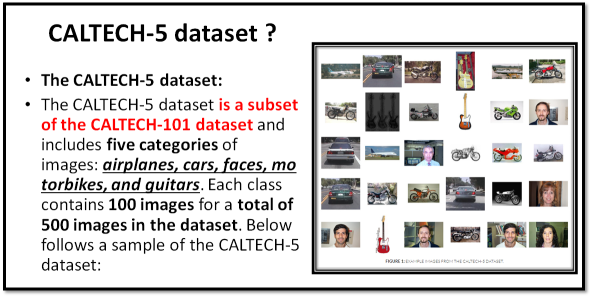 CALTECH-5 dataset ?
• The CALTECH-5 dataset:
• The CALTECH-5 dataset is a subset
of the CALTECH-101 dataset and
includes five categories of
images: airplanes, cars, faces, mo
torbikes, and guitars. Each class
contains 100 images for a total of
500 images in the dataset. Below
follows a sample of the CALTECH-5
dataset:
FIGURE 1: EXAMPLE IMAGES FROM THE CALTECH-5 DATASET.